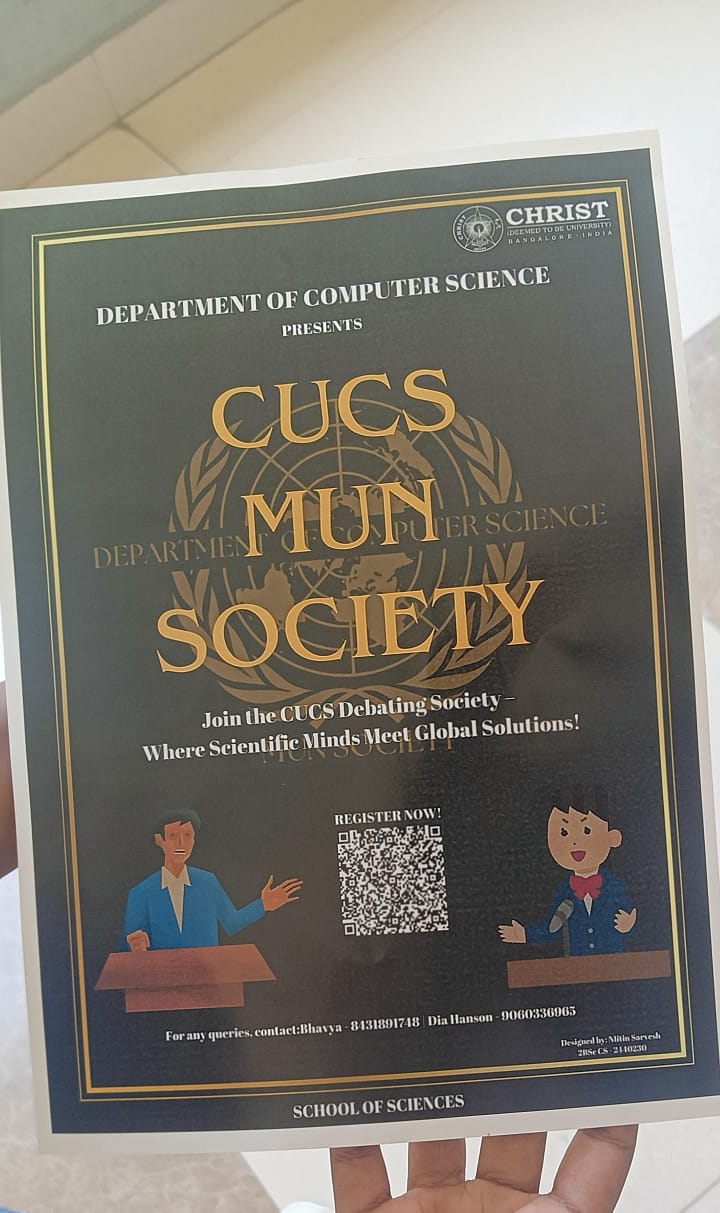 CHRIST
(DEEMED TO BE UNIVERSITY)
BANGALORE · INDIA
DEPARTMENT OF COMPUTER SCIENCE
PRESENTS
CUCS
MUN
DEPARTMENT OF COMPUTER SCIENCE
SOCIETY
Join the CUCS Debating Society –
Where Scientific Minds Meet Global Solutions!
MUN SOCIETY
REGISTER NOW!
For any queries, contact:Bhavya - 8431891748 | Dia Hanson - 9060336965
Designed by: Nitin Sarvesh
2BSc CS - 2440230
SCHOOL OF SCIENCES